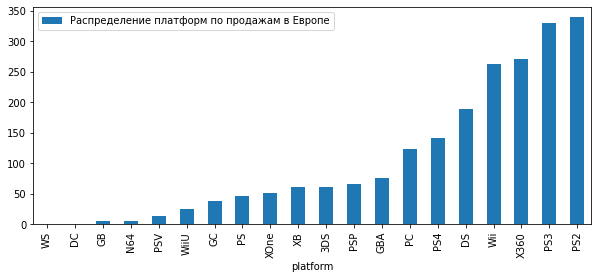 Распределение платформ по продажам в Европе
350
300
250
200
150
100
50
0
WS
DC
GB
N64
PSV
WiiU
GC
PS
XOne
XB
3DS
PSP
GBA
PC
PS4
DS
Wii
X360
PS3
PS2
platform